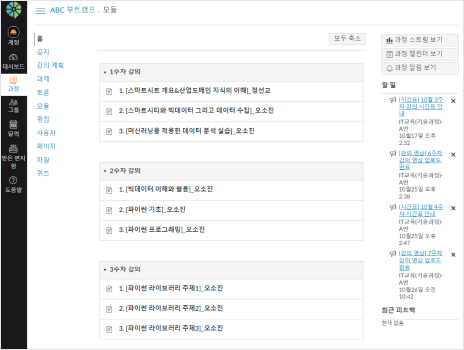 ABC 부트캠프 › 모듈
계정
대시보드
과정
그룹
달력
받은 편지함
도움말
홈
공지
강의 계획
과제
토론
모듈
평점
사용자
페이지
파일
퀴즈
모두 축소
1주차 강의
1. [스마트시트 개요&산업도메인 지식의 이해]_정선교
2. [스마트시티와 빅데이터 그리고 데이터 수집]_오소진
3. [머신러닝을 적용한 데이터 분석 실습]_오소진
2주차 강의
1. [빅데이터 이해와 활용]_오소진
2. [파이썬 기초]_오소진
3. [파이썬 프로그래밍]_오소진
3주차 강의
1. [파이썬 라이브러리 주제1]_오소진
2. [파이썬 라이브러리 주제2]_오소진
3. [파이썬 라이브러리 주제3]_오소진
과정 스트림 보기
과정 캘린더 보기
과정 알림 보기
할 일
[시간표] 10월 3주
차 강의 시간표 안
내
IT교육(기술과정)-
A반
10월17일 오후
2:32
[강의 영상] 6주차
강의 영상 업로드
완료
IT교육(기술과정)-
A반
10월25일 오후
2:38
[시간표] 10월 4주
차 시간표 안내
IT교육(기술과정)-
A반
10월25일 오후
2:47
[강의 영상] 7주차
강의 영상 업로드
완료
IT교육(기술과정)-
A반
10월26일 오전
10:42
최근 피드백
현재 없음